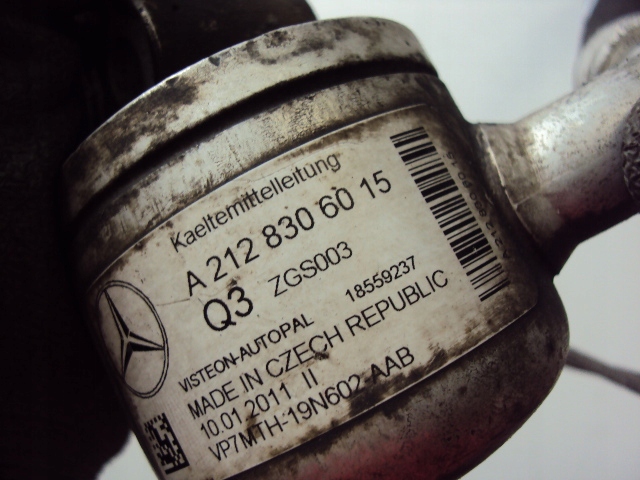 Kaeltemittelleitung
A 212 830 60 15
Q3 ZGS003
VISTEON-AUTOPAL 18559237
MADE IN CZECH REPUBLIC
10.01.2011 II
VP7MTH-19N602-AAB